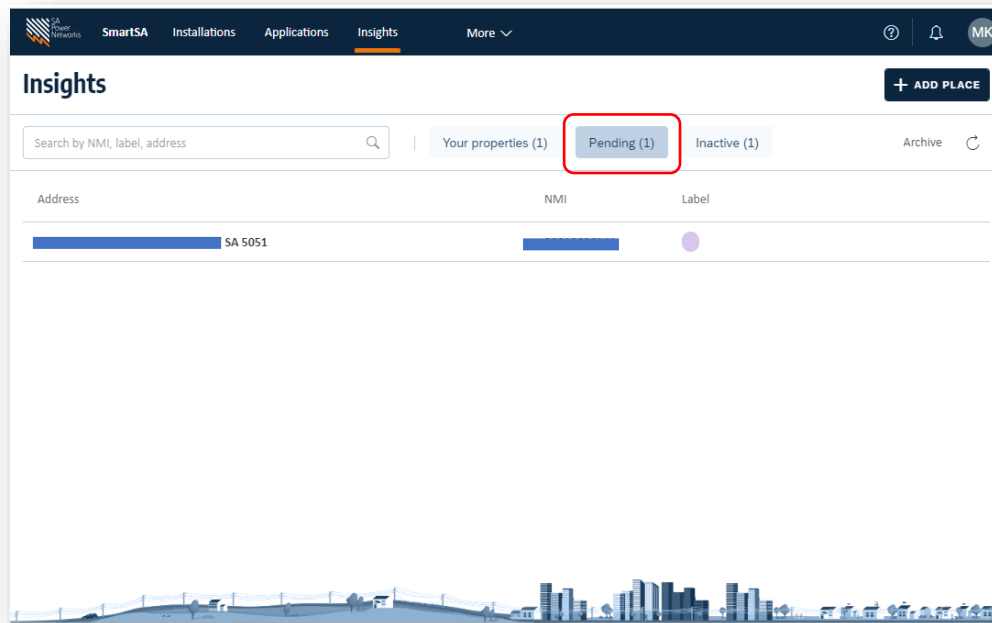 SA
Power
Networks
SmartSA Installations Applications Insights More MK
Insights
+ ADD PLACE
Search by NMI, label, address
Your properties (1) Pending (1) Inactive (1) Archive
Address NMI Label
SA 5051